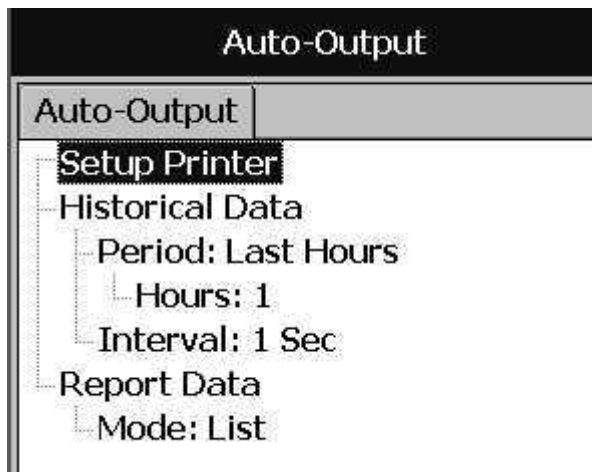 Auto-Output
Auto-Output
Setup Printer
Historical Data
Period: Last Hours
Hours: 1
Interval: 1 Sec
Report Data
Mode: List